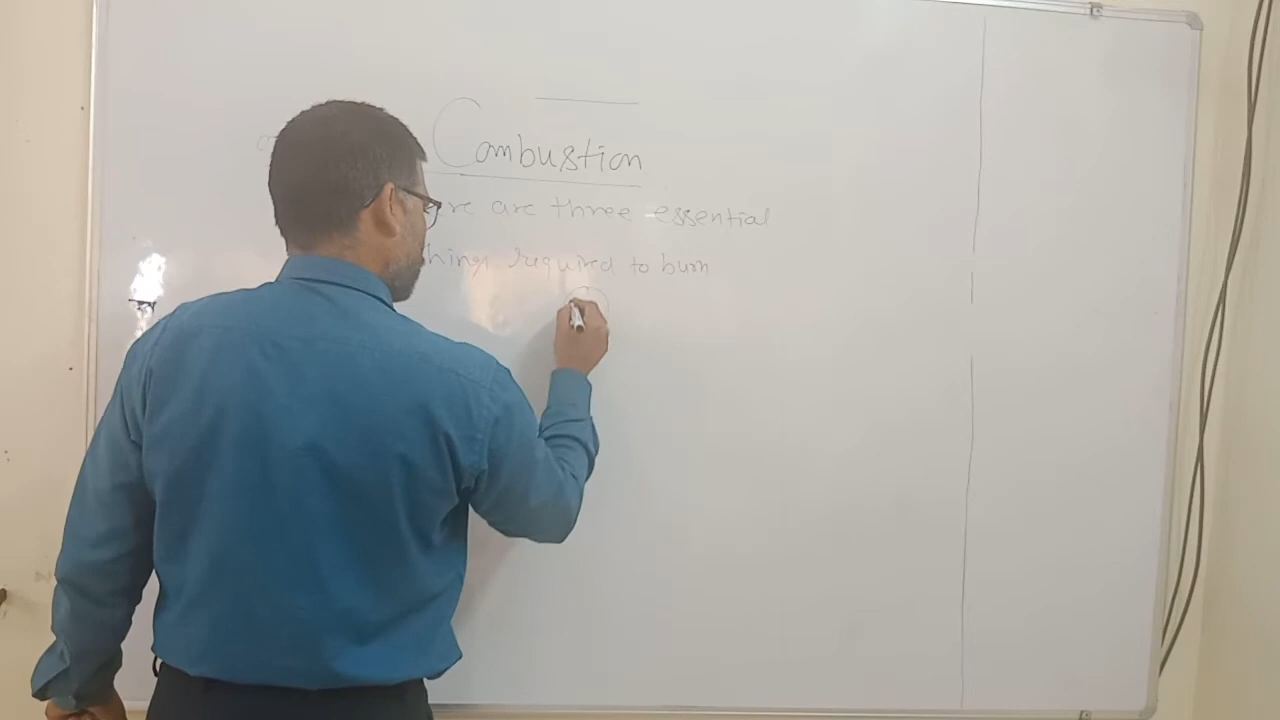 Combustion
are three essential
required to burn